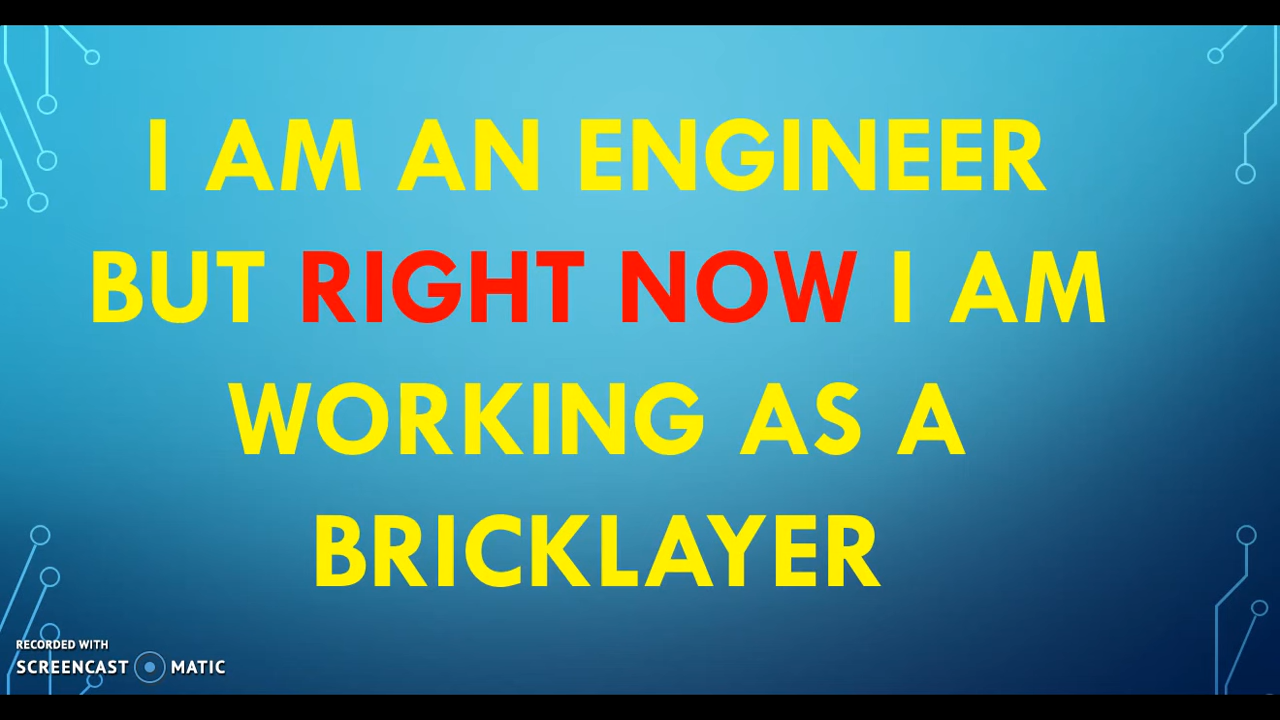 I AM AN ENGINEER
BUT RIGHT NOW I AM
WORKING AS A
BRICKLAYER
RECORDED WITH
SCREENCAST MATIC